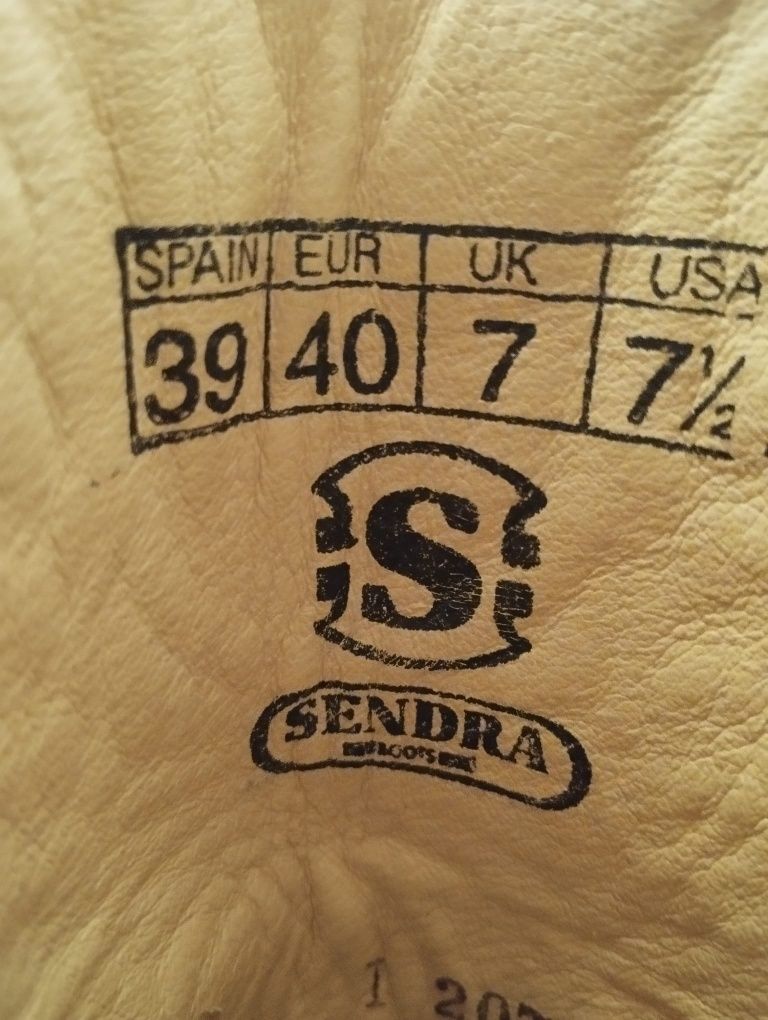 SPAIN EUR UK USA
39 40 7 7½
S
SENDRA
BOOTS
I